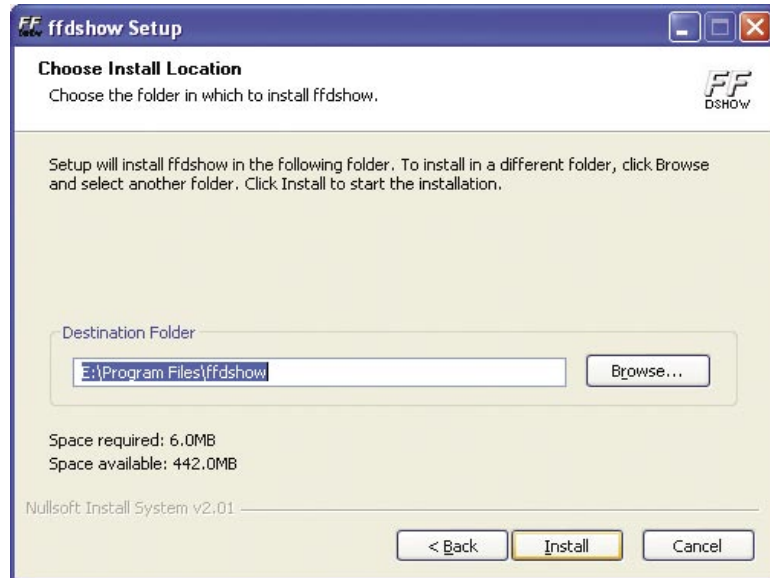 FF ffdshow Setup
Choose Install Location
Choose the folder in which to install ffdshow.
FF
DSHOW
Setup will install ffdshow in the following folder. To install in a different folder, click Browse
and select another folder. Click Install to start the installation.
Destination Folder
E:\Program Files\ffdshow
Browse...
Space required: 6.0MB
Space available: 442.0MB
Nullsoft Install System v2.01
< Back
Install
Cancel